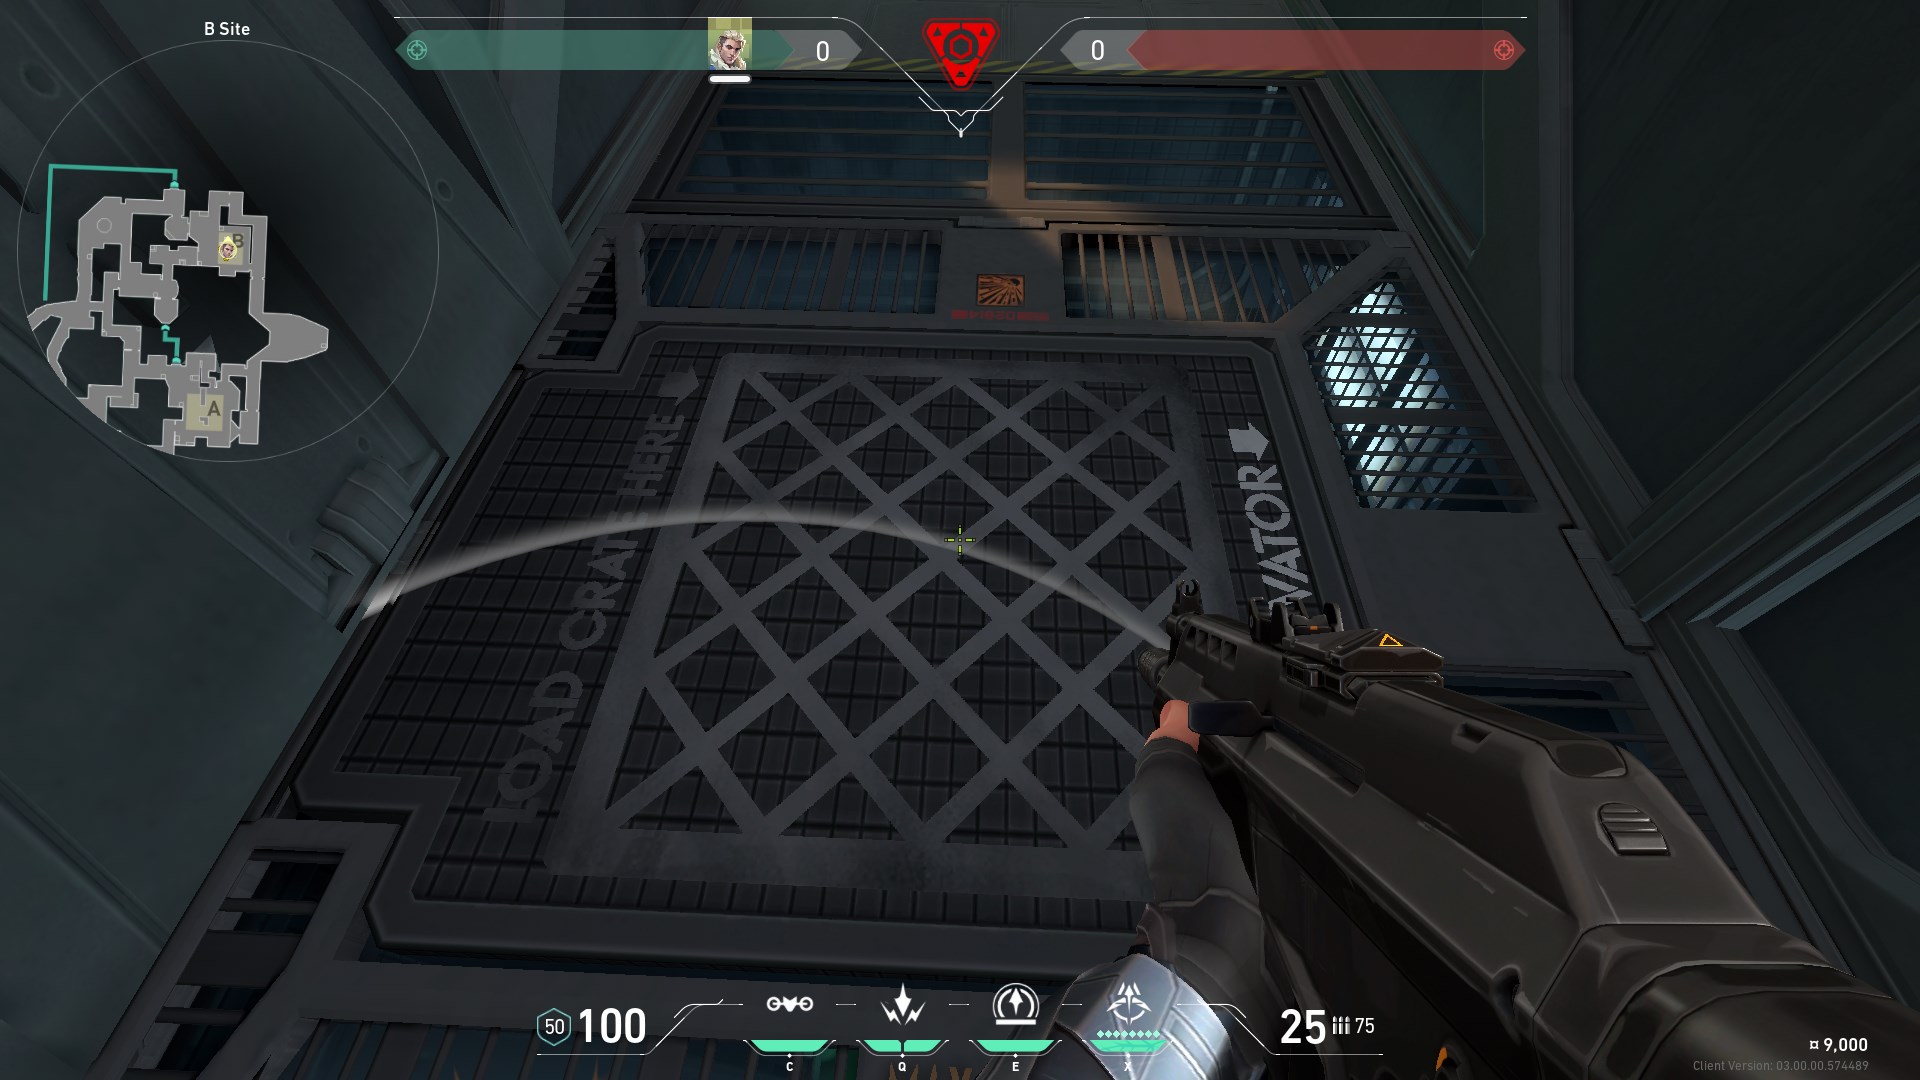 B Site
0
0
B
A
LOAD CRATE HERE
VATOR
50 100
25 75
C
Q
E
X
¤ 9,000
Client Version: 03.00.00.574489